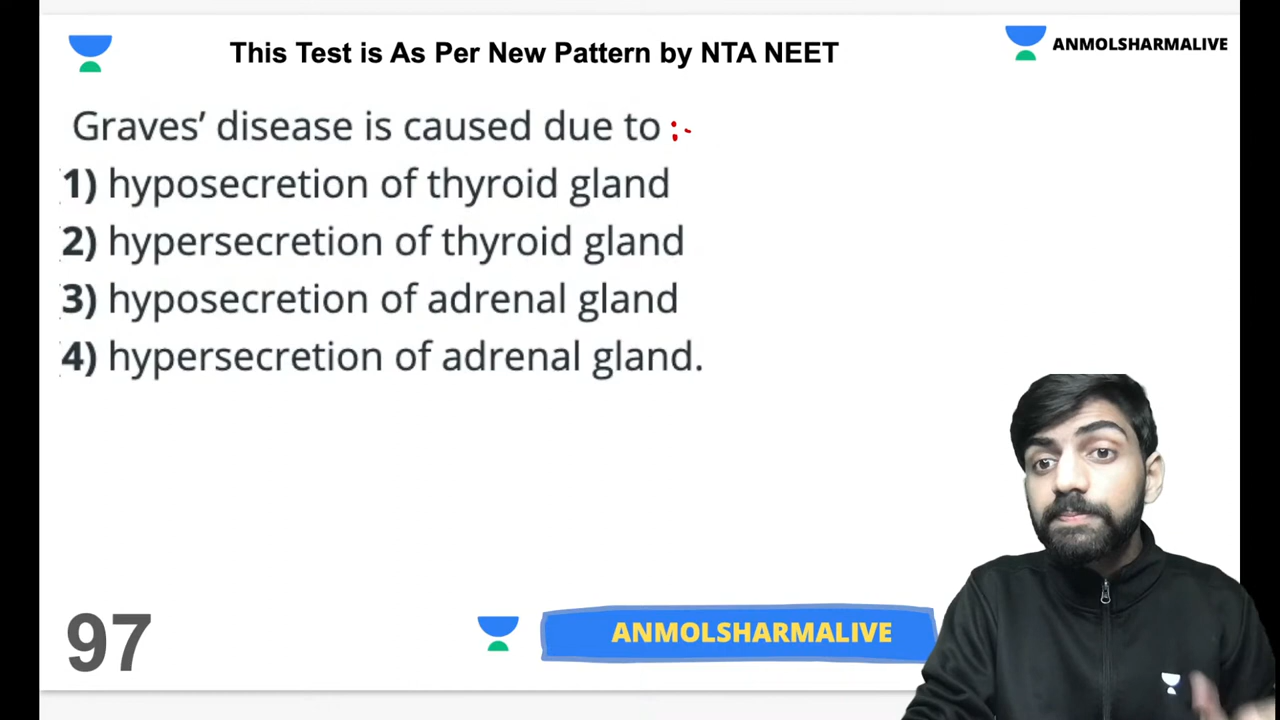 This Test is As Per New Pattern by NTA NEET
ANMOLSHARMALIVE
Graves’ disease is caused due to :-
1) hyposecretion of thyroid gland
2) hypersecretion of thyroid gland
3) hyposecretion of adrenal gland
4) hypersecretion of adrenal gland.
97
ANMOLSHARMALIVE